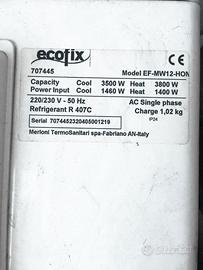 ecofix
CE
707445 Model EF-MW12-HON
Capacity Cool 3500 W Heat 3800 W
Power Input Cool 1460 W Heat 1400 W
220/230 V - 50 Hz AC Single phase
Refrigerant R 407C Charge 1,02 kg
Serial 7074452320405001219 IP24
Merloni TermoSanitari spa-Fabriano AN-Italy
subito